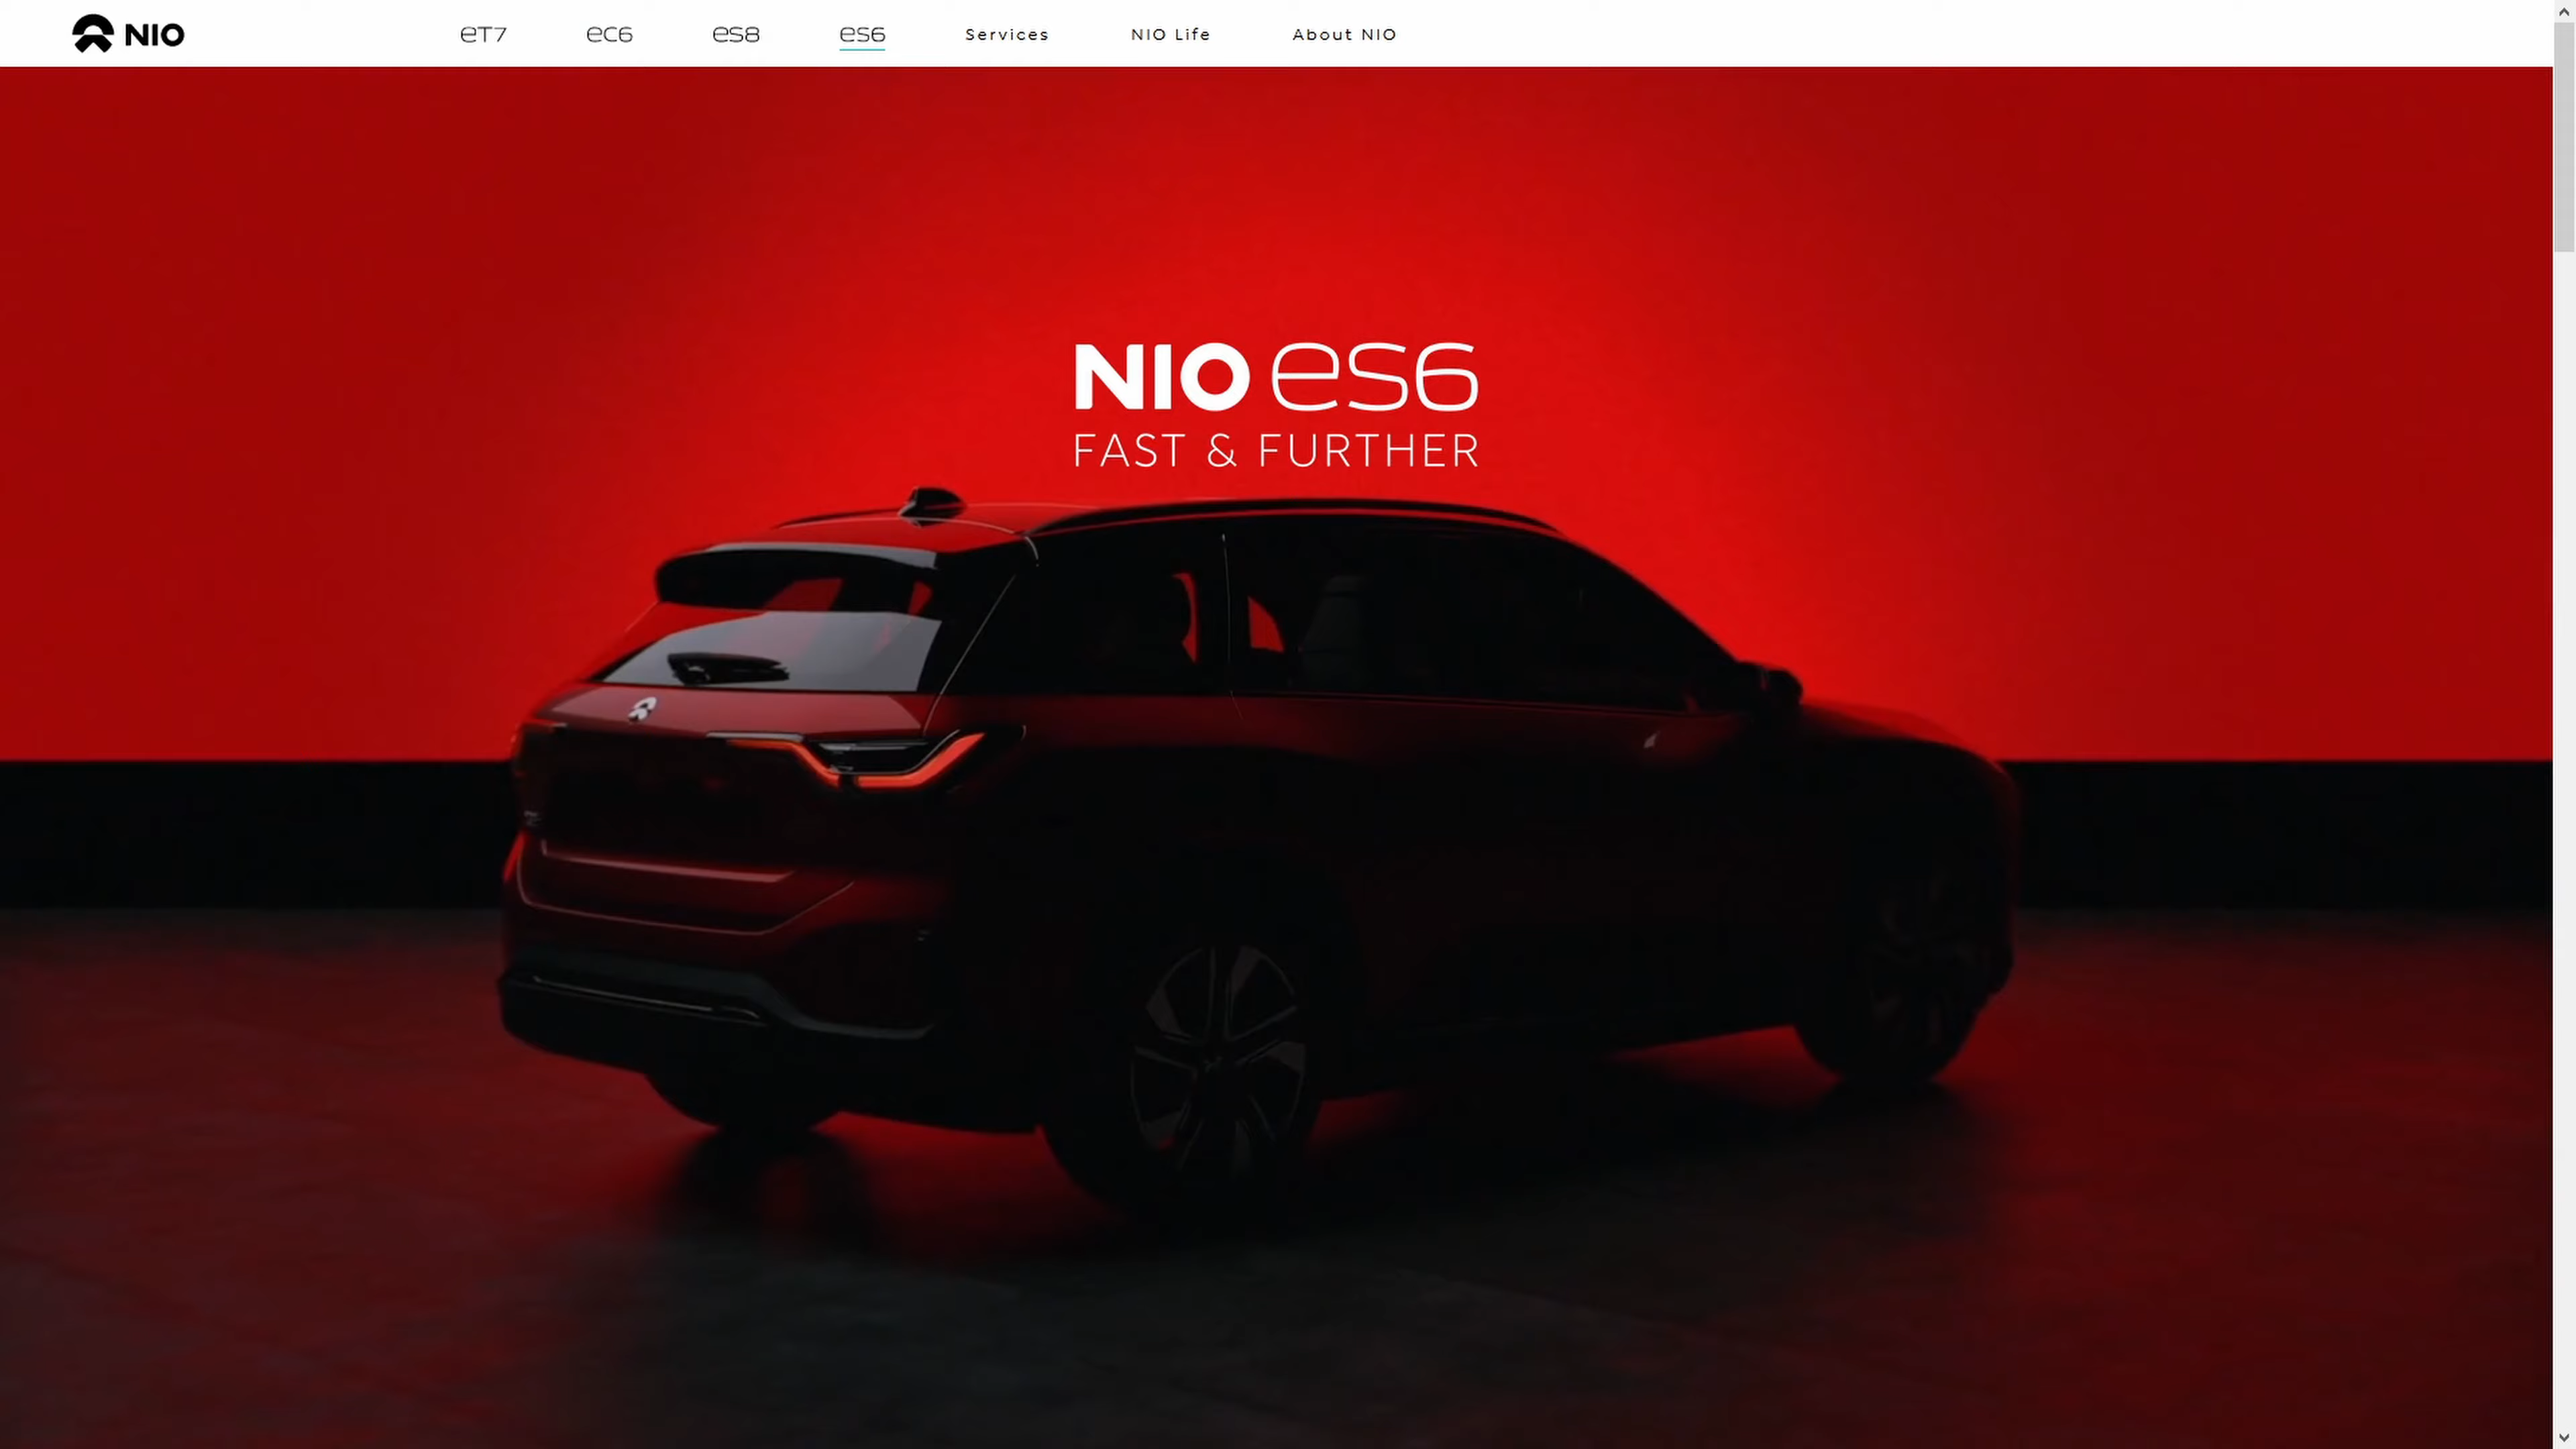 NIO
eT7
eC6
eS8
eS6
Services
NIO Life
About NIO
NIO eS6
FAST & FURTHER